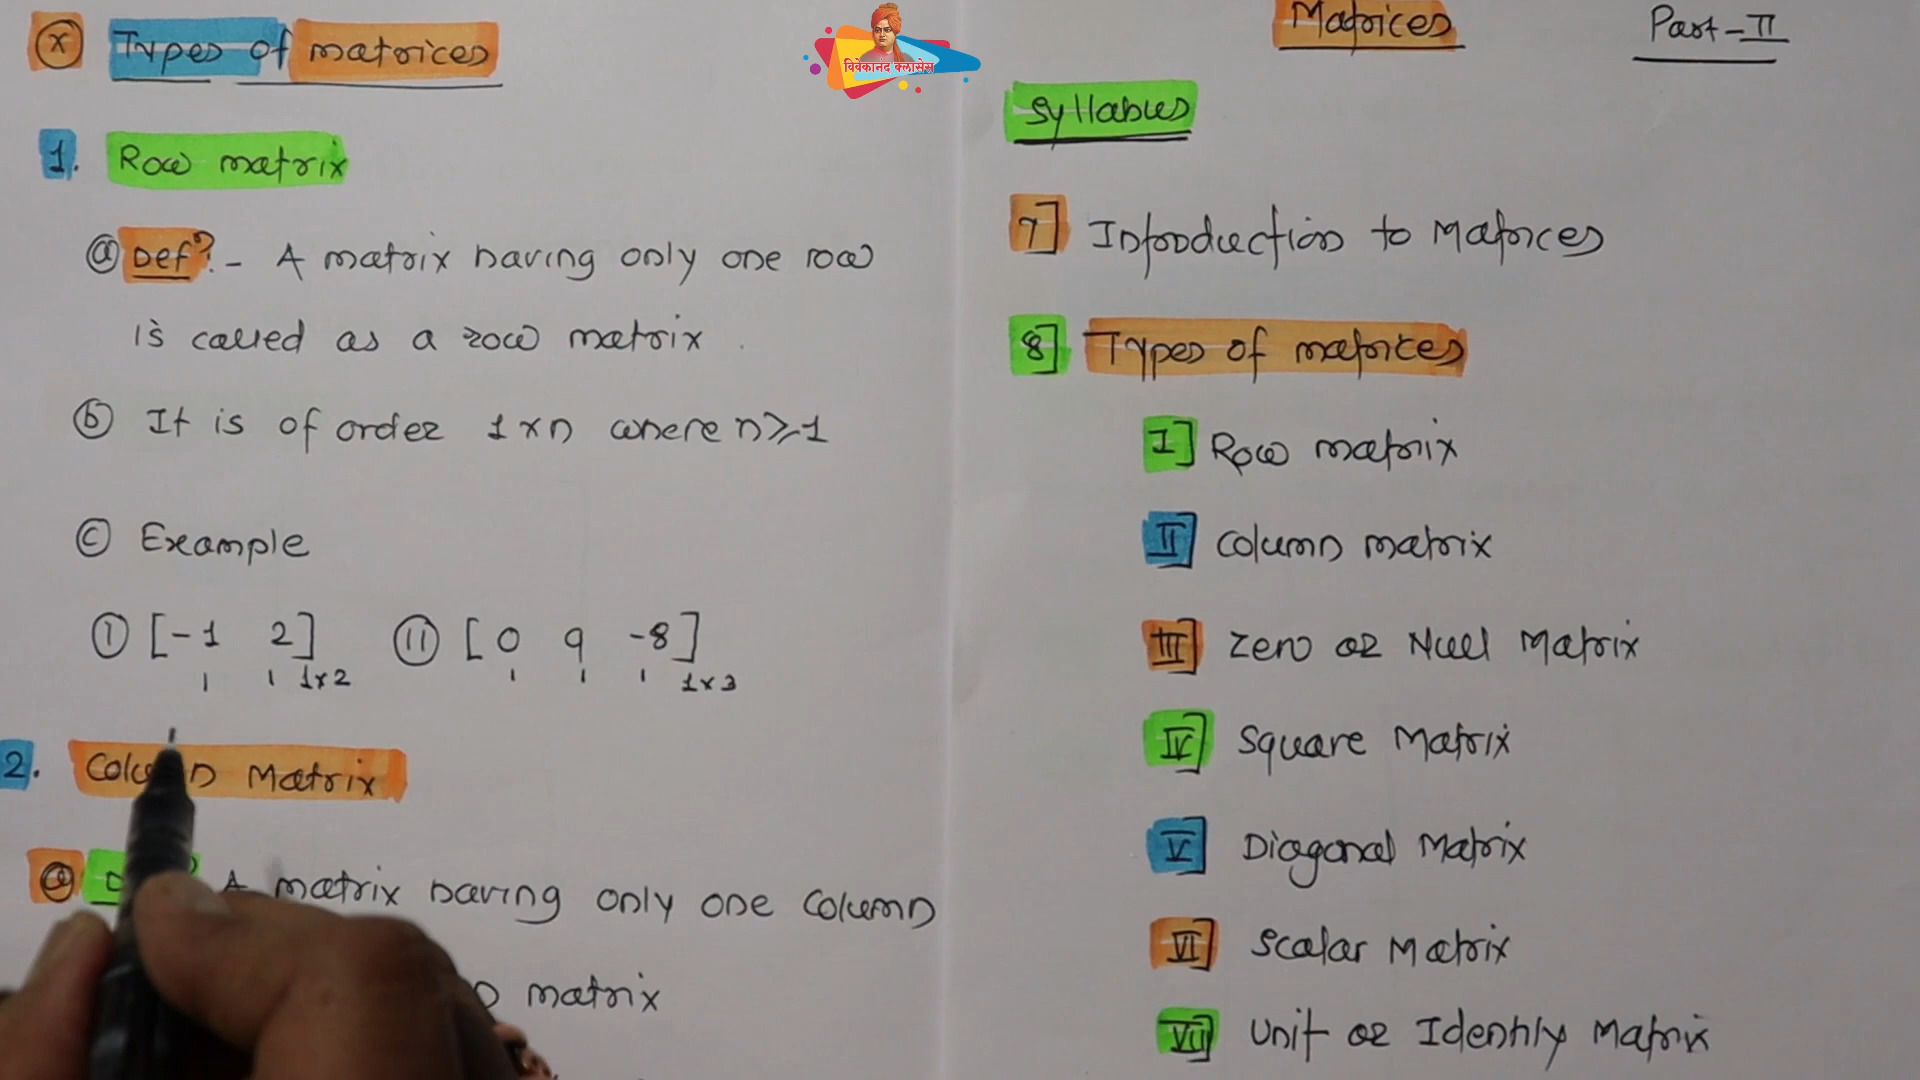 (x) Types of matrices
1. Row matrix
(a) Defⁿ:- A matrix having only one row
is called as a row matrix
(b) It is of order 1×n where n≥1
(c) Example
(I) [-1 2] 1×2 (II) [0 9 -8] 1×3
2. Column Matrix
(a) A matrix having only one column
matrix
विवेकानंद क्लासेस
Matrices Part-II
Syllabus
7] Introduction to Matrices
8] Types of matrices
I] Row matrix
II] Column matrix
III] Zero or Null Matrix
IV] Square Matrix
V] Diagonal Matrix
VI] Scalar Matrix
VII] Unit or Identity Matrix